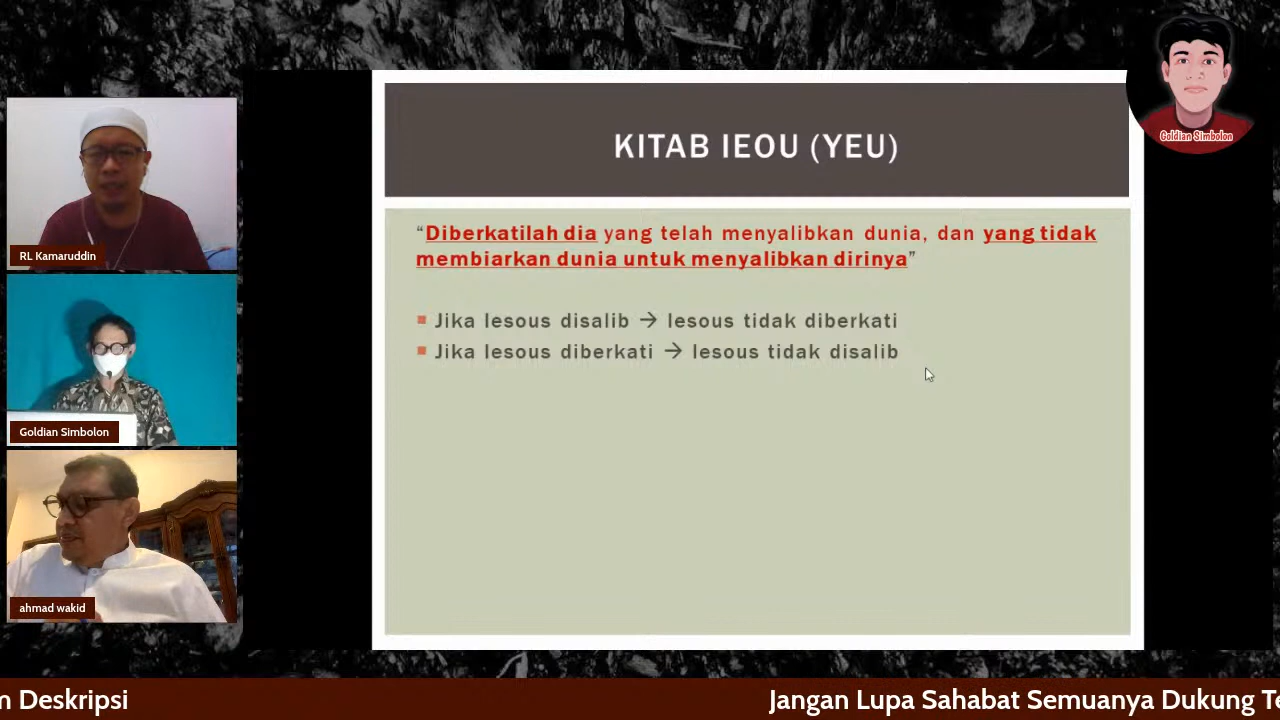 Goldian Simbolon
KITAB IEOU (YEU)
RL Kamaruddin
“Diberkatilah dia yang telah menyalibkan dunia, dan yang tidak
membiarkan dunia untuk menyalibkan dirinya”
Jika Iesous disalib → Iesous tidak diberkati
Jika Iesous diberkati → Iesous tidak disalib
Goldian Simbolon
ahmad wakid
Deskripsi
Jangan Lupa Sahabat Semuanya Dukung